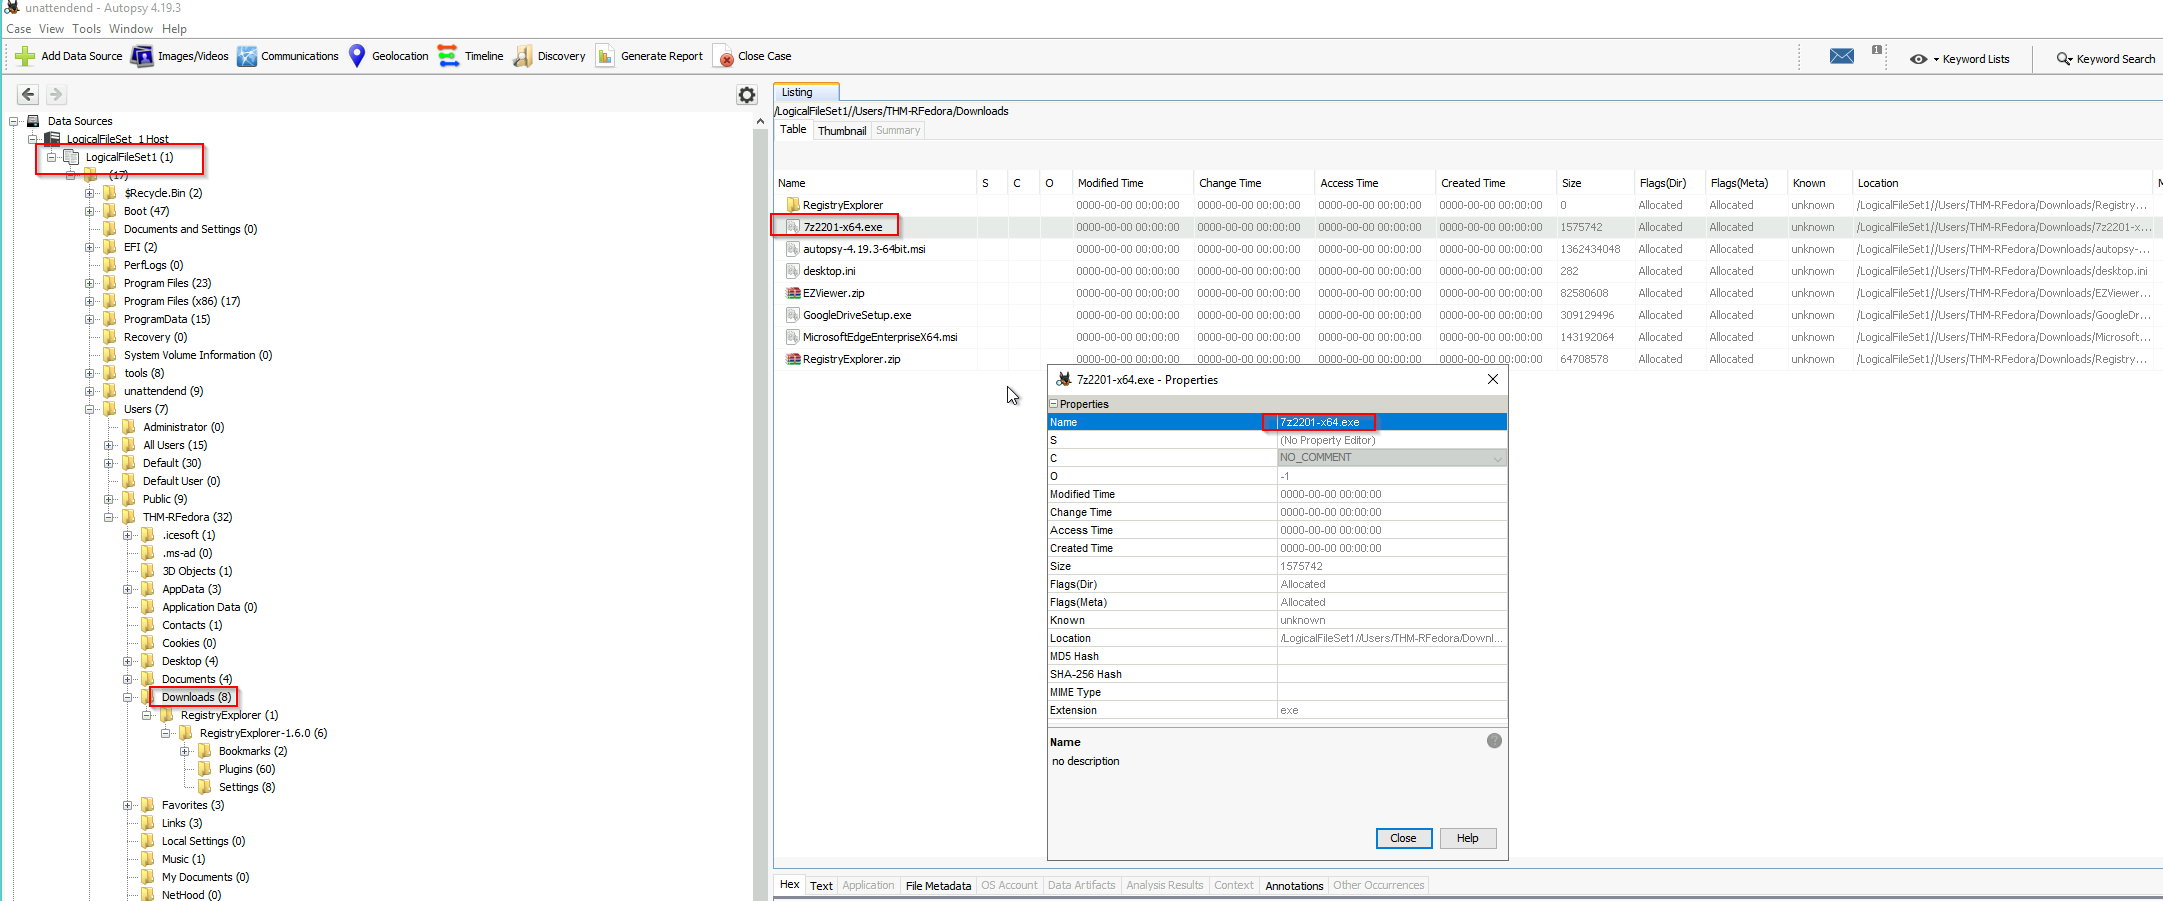 unattendend - Autopsy 4.19.3
Case View Tools Window Help
Add Data Source Images/Videos Communications Geolocation Timeline Discovery Generate Report Close Case 1 Keyword Lists Keyword Search
Data Sources
LogicalFileSet_1 Host
LogicalFileSet1 (1)
(17)
$Recycle.Bin (2)
Boot (47)
Documents and Settings (0)
EFI (2)
PerfLogs (0)
Program Files (23)
Program Files (x86) (17)
ProgramData (15)
Recovery (0)
System Volume Information (0)
tools (8)
unattendend (9)
Users (7)
Administrator (0)
All Users (15)
Default (30)
Default User (0)
Public (9)
THM-RFedora (32)
.icesoft (1)
.ms-ad (0)
3D Objects (1)
AppData (3)
Application Data (0)
Contacts (1)
Cookies (0)
Desktop (4)
Documents (4)
Downloads (8)
RegistryExplorer (1)
RegistryExplorer-1.6.0 (6)
Bookmarks (2)
Plugins (60)
Settings (8)
Favorites (3)
Links (3)
Local Settings (0)
Music (1)
My Documents (0)
NetHood (0)
Listing
/LogicalFileSet1//Users/THM-RFedora/Downloads
Table Thumbnail Summary
Name S C O Modified Time Change Time Access Time Created Time Size Flags(Dir) Flags(Meta) Known Location M
RegistryExplorer 0000-00-00 00:00:00 0000-00-00 00:00:00 0000-00-00 00:00:00 0000-00-00 00:00:00 0 Allocated Allocated unknown /LogicalFileSet1//Users/THM-RFedora/Downloads/Registry...
7z2201-x64.exe 0000-00-00 00:00:00 0000-00-00 00:00:00 0000-00-00 00:00:00 0000-00-00 00:00:00 1575742 Allocated Allocated unknown /LogicalFileSet1//Users/THM-RFedora/Downloads/7z2201-x...
autopsy-4.19.3-64bit.msi 0000-00-00 00:00:00 0000-00-00 00:00:00 0000-00-00 00:00:00 0000-00-00 00:00:00 1362434048 Allocated Allocated unknown /LogicalFileSet1//Users/THM-RFedora/Downloads/autopsy-...
desktop.ini 0000-00-00 00:00:00 0000-00-00 00:00:00 0000-00-00 00:00:00 0000-00-00 00:00:00 282 Allocated Allocated unknown /LogicalFileSet1//Users/THM-RFedora/Downloads/desktop.ini
EZViewer.zip 0000-00-00 00:00:00 0000-00-00 00:00:00 0000-00-00 00:00:00 0000-00-00 00:00:00 82580608 Allocated Allocated unknown /LogicalFileSet1//Users/THM-RFedora/Downloads/EZViewer...
GoogleDriveSetup.exe 0000-00-00 00:00:00 0000-00-00 00:00:00 0000-00-00 00:00:00 0000-00-00 00:00:00 309129496 Allocated Allocated unknown /LogicalFileSet1//Users/THM-RFedora/Downloads/GoogleDr...
MicrosoftEdgeEnterpriseX64.msi 0000-00-00 00:00:00 0000-00-00 00:00:00 0000-00-00 00:00:00 0000-00-00 00:00:00 143192064 Allocated Allocated unknown /LogicalFileSet1//Users/THM-RFedora/Downloads/Microsoft...
RegistryExplorer.zip 0000-00-00 00:00:00 0000-00-00 00:00:00 0000-00-00 00:00:00 0000-00-00 00:00:00 64708578 Allocated Allocated unknown /LogicalFileSet1//Users/THM-RFedora/Downloads/Registry...
7z2201-x64.exe - Properties
Properties
Name 7z2201-x64.exe
S (No Property Editor)
C NO_COMMENT
O -1
Modified Time 0000-00-00 00:00:00
Change Time 0000-00-00 00:00:00
Access Time 0000-00-00 00:00:00
Created Time 0000-00-00 00:00:00
Size 1575742
Flags(Dir) Allocated
Flags(Meta) Allocated
Known unknown
Location /LogicalFileSet1//Users/THM-RFedora/Downl...
MD5 Hash
SHA-256 Hash
MIME Type
Extension exe
Name
no description
Close Help
Hex Text Application File Metadata OS Account Data Artifacts Analysis Results Context Annotations Other Occurrences